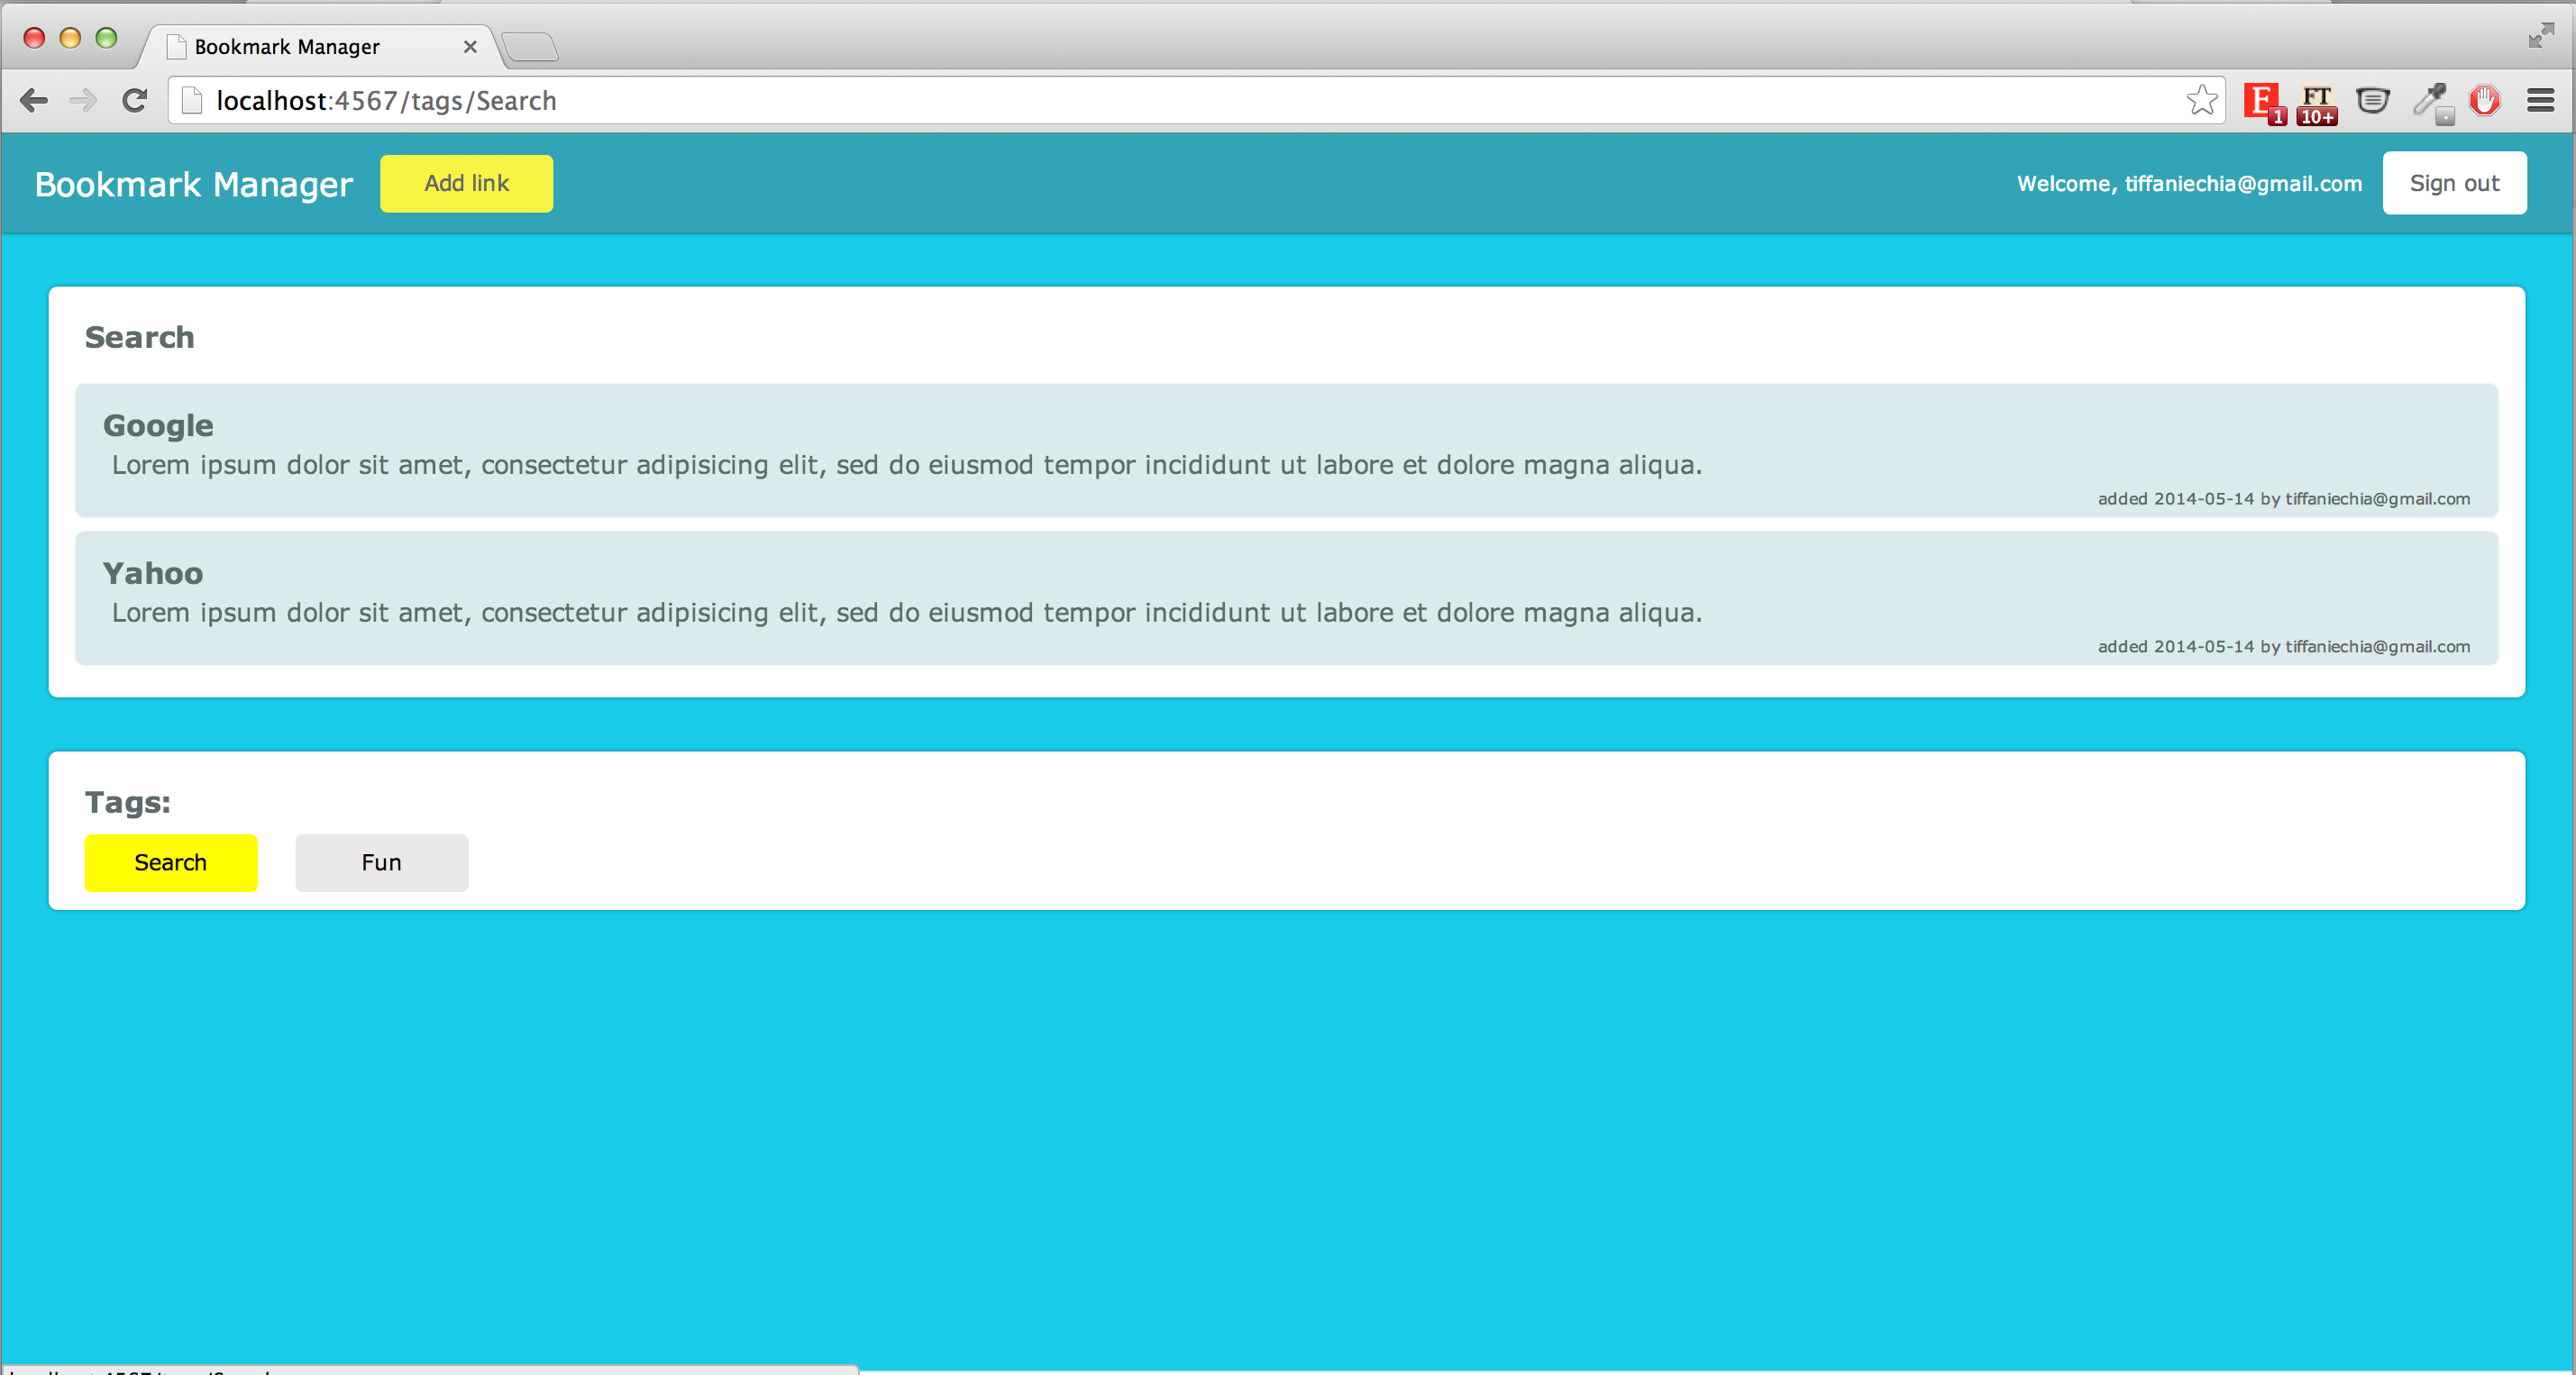 Bookmark Manager
localhost:4567/tags/Search
E 1 FT 10+
Bookmark Manager Add link Welcome, tiffaniechia@gmail.com Sign out
Search
Google
Lorem ipsum dolor sit amet, consectetur adipisicing elit, sed do eiusmod tempor incididunt ut labore et dolore magna aliqua.
added 2014-05-14 by tiffaniechia@gmail.com
Yahoo
Lorem ipsum dolor sit amet, consectetur adipisicing elit, sed do eiusmod tempor incididunt ut labore et dolore magna aliqua.
added 2014-05-14 by tiffaniechia@gmail.com
Tags:
Search Fun